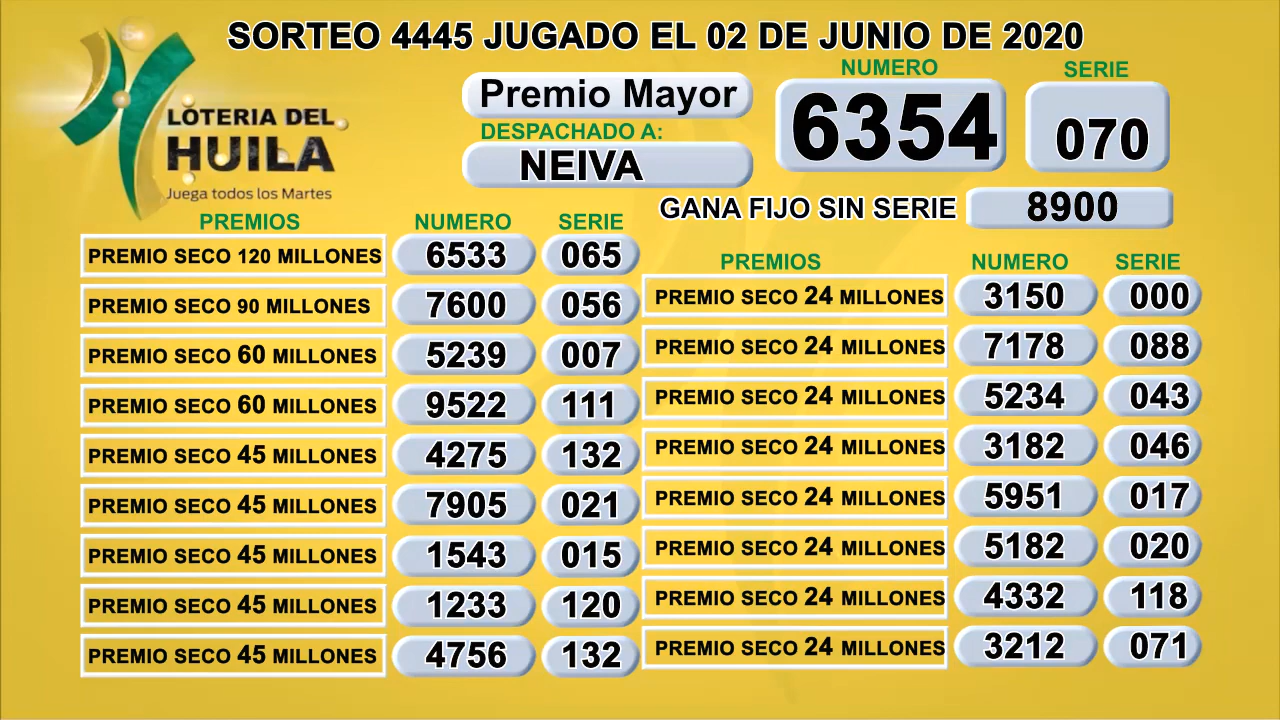 SORTEO 4445 JUGADO EL 02 DE JUNIO DE 2020
LOTERIA DEL
HUILA
Juega todos los Martes
NUMERO SERIE
Premio Mayor 6354 070
DESPACHADO A:
NEIVA
GANA FIJO SIN SERIE 8900
PREMIOS NUMERO SERIE
PREMIO SECO 120 MILLONES 6533 065
PREMIO SECO 90 MILLONES 7600 056
PREMIO SECO 60 MILLONES 5239 007
PREMIO SECO 60 MILLONES 9522 111
PREMIO SECO 45 MILLONES 4275 132
PREMIO SECO 45 MILLONES 7905 021
PREMIO SECO 45 MILLONES 1543 015
PREMIO SECO 45 MILLONES 1233 120
PREMIO SECO 45 MILLONES 4756 132
PREMIOS NUMERO SERIE
PREMIO SECO 24 MILLONES 3150 000
PREMIO SECO 24 MILLONES 7178 088
PREMIO SECO 24 MILLONES 5234 043
PREMIO SECO 24 MILLONES 3182 046
PREMIO SECO 24 MILLONES 5951 017
PREMIO SECO 24 MILLONES 5182 020
PREMIO SECO 24 MILLONES 4332 118
PREMIO SECO 24 MILLONES 3212 071